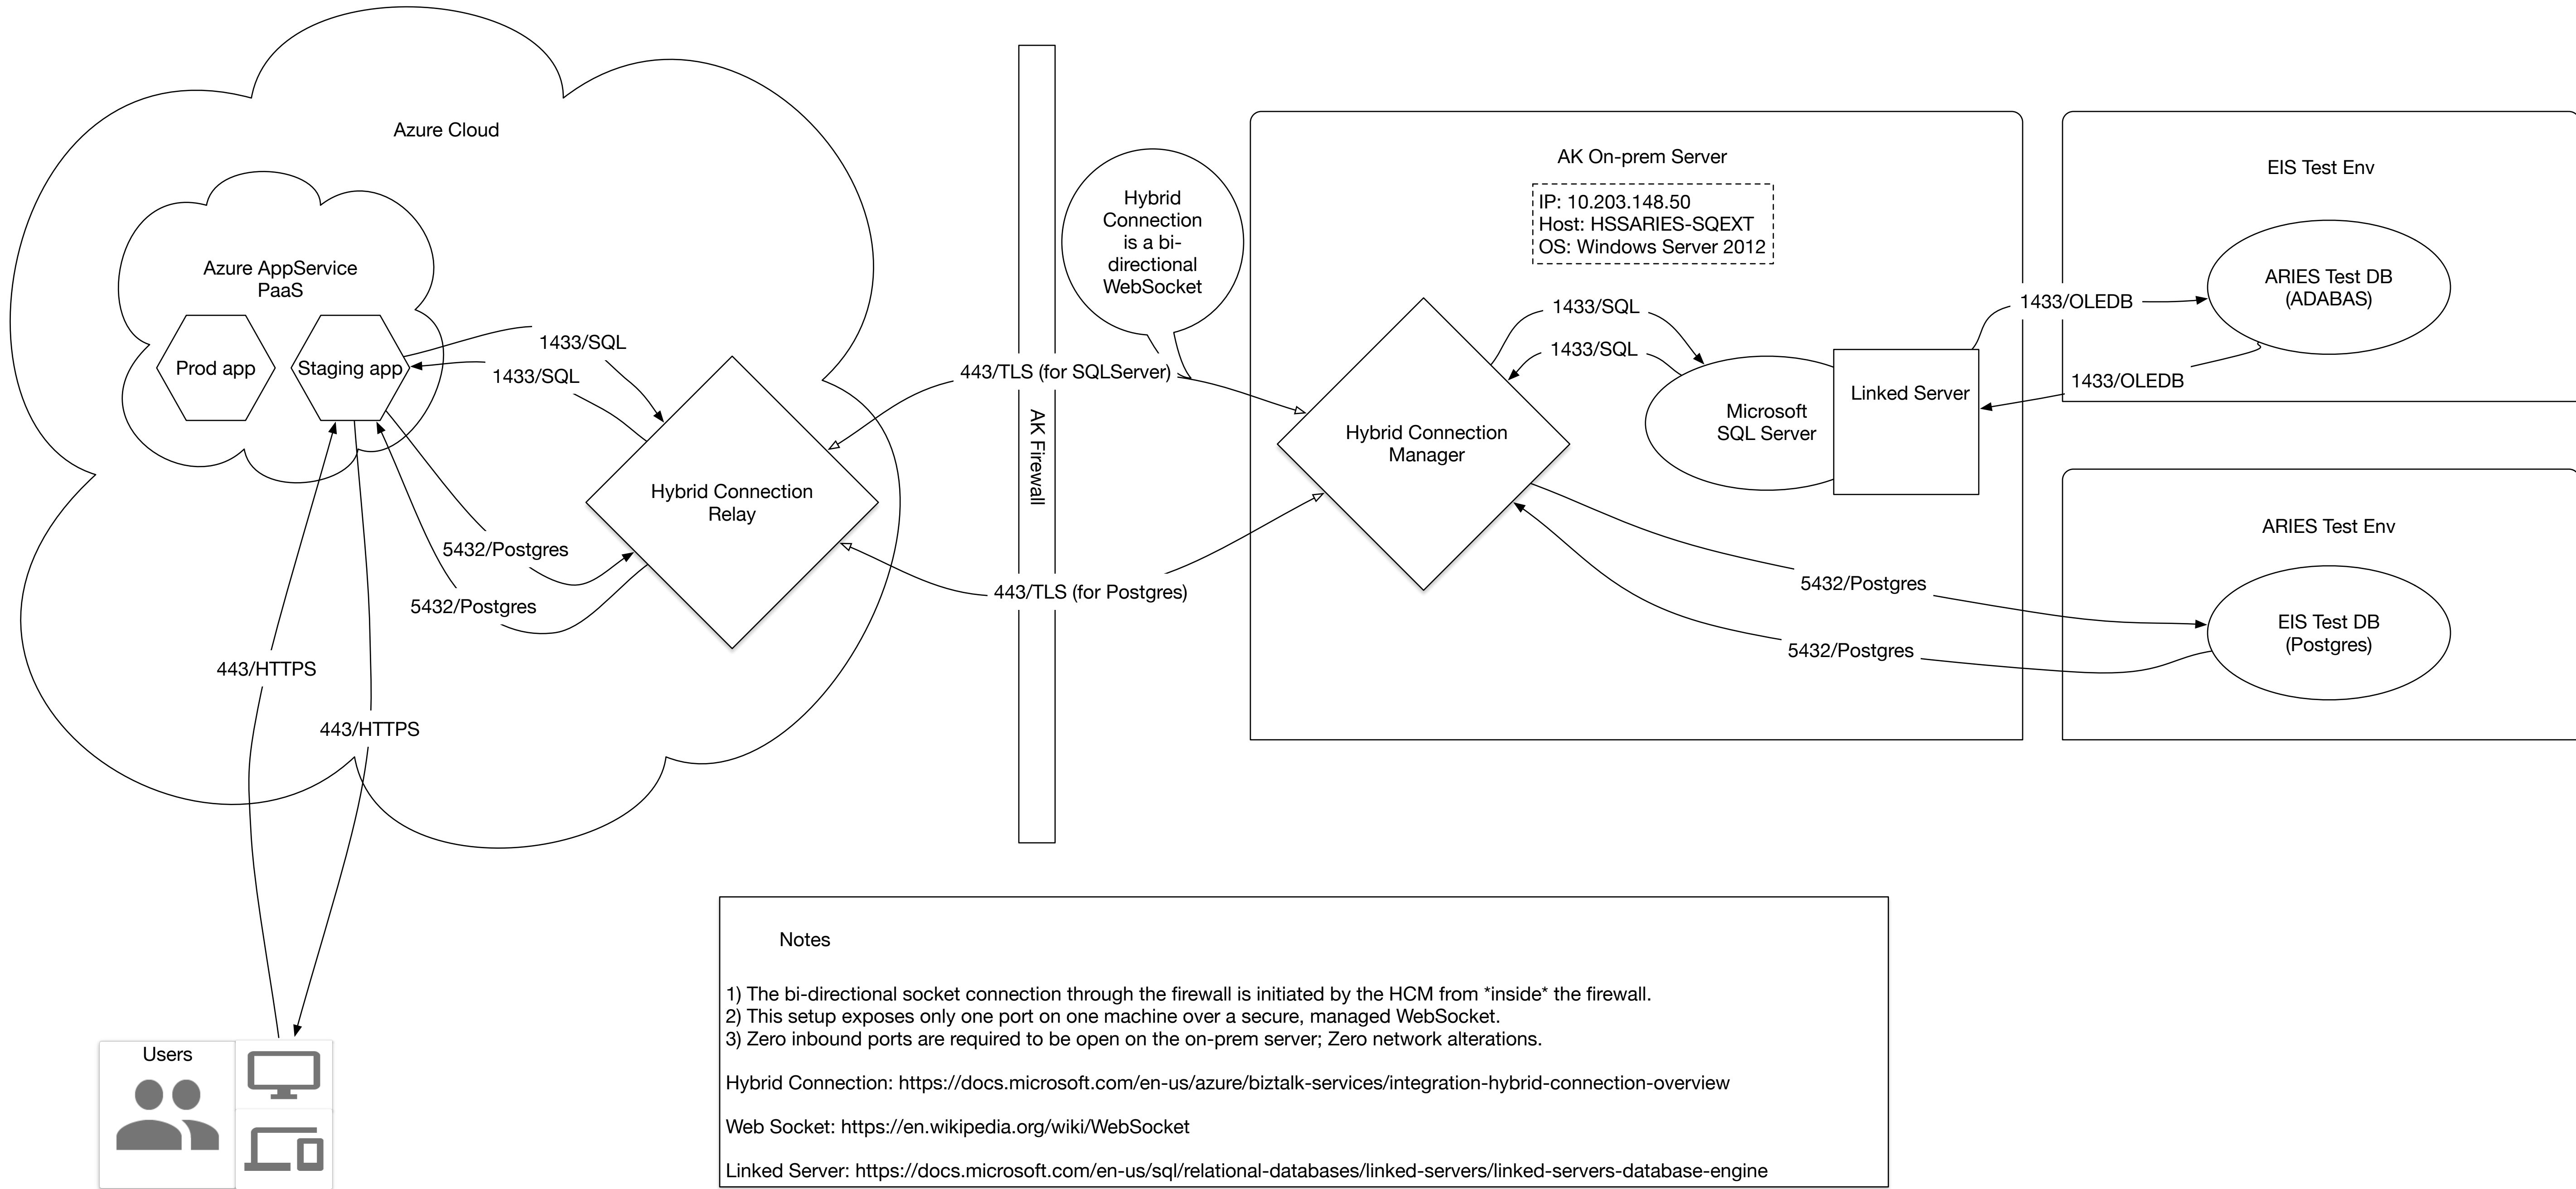 Azure Cloud
Azure AppService
PaaS
Prod app
Staging app
1433/SQL
1433/SQL
5432/Postgres
5432/Postgres
443/HTTPS
443/HTTPS
Hybrid Connection
Relay
443/TLS (for SQLServer)
443/TLS (for Postgres)
AK Firewall
Hybrid
Connection
is a bi-
directional
WebSocket
AK On-prem Server
IP: 10.203.148.50
Host: HSSARIES-SQEXT
OS: Windows Server 2012
Hybrid Connection
Manager
1433/SQL
1433/SQL
Microsoft
SQL Server
Linked Server
1433/OLEDB
1433/OLEDB
5432/Postgres
5432/Postgres
EIS Test Env
ARIES Test DB
(ADABAS)
ARIES Test Env
EIS Test DB
(Postgres)
Users
Notes
1) The bi-directional socket connection through the firewall is initiated by the HCM from *inside* the firewall.
2) This setup exposes only one port on one machine over a secure, managed WebSocket.
3) Zero inbound ports are required to be open on the on-prem server; Zero network alterations.
Hybrid Connection: https://docs.microsoft.com/en-us/azure/biztalk-services/integration-hybrid-connection-overview
Web Socket: https://en.wikipedia.org/wiki/WebSocket
Linked Server: https://docs.microsoft.com/en-us/sql/relational-databases/linked-servers/linked-servers-database-engine